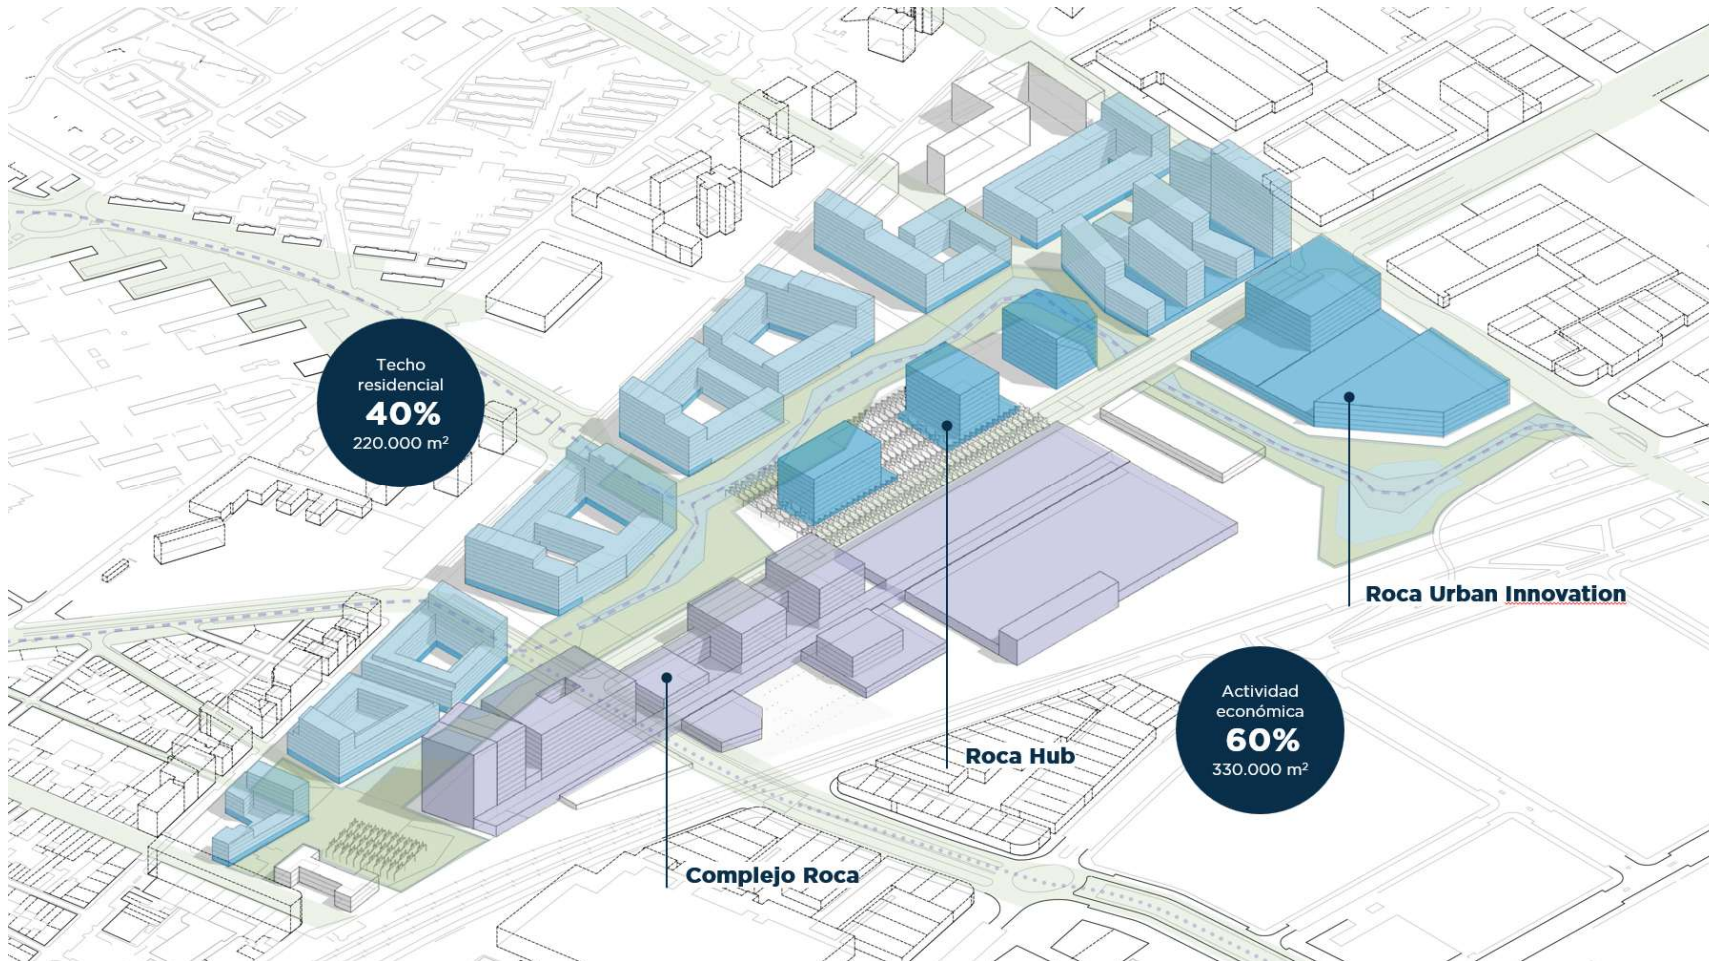 Techo
residencial
40%
220.000 m²
Roca Urban Innovation
Actividad
económica
60%
330.000 m²
Roca Hub
Complejo Roca